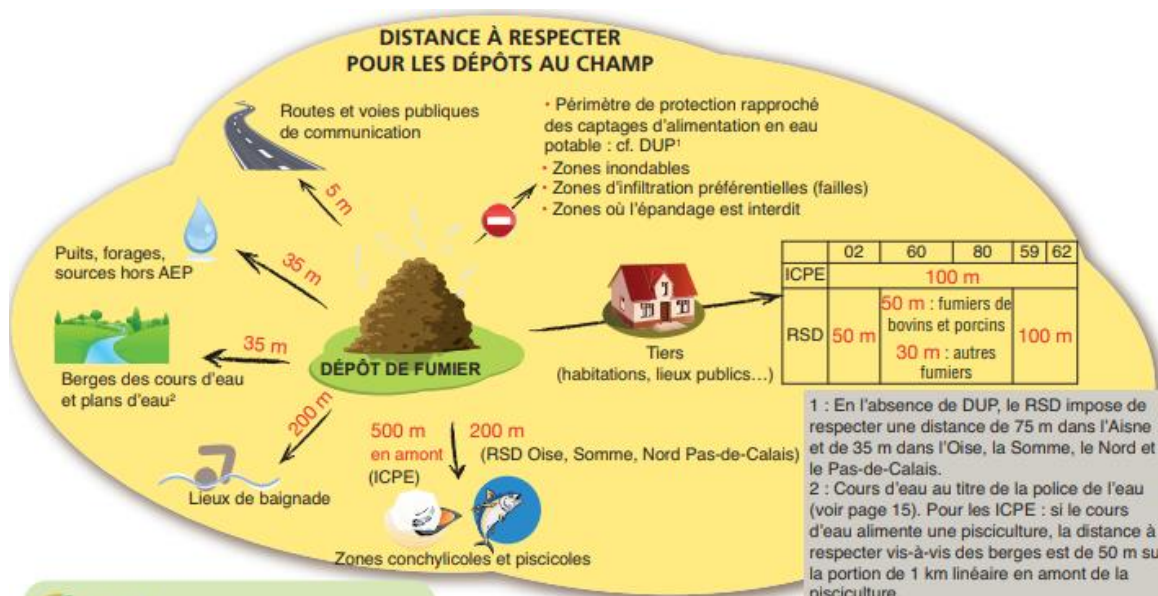 DISTANCE À RESPECTER
POUR LES DÉPÔTS AU CHAMP
Routes et voies publiques
de communication
5 m
• Périmètre de protection rapproché
des captages d'alimentation en eau
potable : cf. DUP¹
• Zones inondables
• Zones d'infiltration préférentielles (failles)
• Zones où l'épandage est interdit
Puits, forages,
sources hors AEP
35 m
35 m
Berges des cours d'eau
et plans d'eau²
DÉPÔT DE FUMIER
200 m
Lieux de baignade
500 m
en amont
(ICPE)
200 m
(RSD Oise, Somme, Nord Pas-de-Calais)
Zones conchylicoles et piscicoles
Tiers
(habitations, lieux publics…)
02 60 80 59 62
ICPE 100 m
RSD 50 m
50 m : fumiers de
bovins et porcins
30 m : autres
fumiers
100 m
1 : En l'absence de DUP, le RSD impose de
respecter une distance de 75 m dans l'Aisne
et de 35 m dans l'Oise, la Somme, le Nord et
le Pas-de-Calais.
2 : Cours d'eau au titre de la police de l'eau
(voir page 15). Pour les ICPE : si le cours
d'eau alimente une pisciculture, la distance à
respecter vis-à-vis des berges est de 50 m su
la portion de 1 km linéaire en amont de la
pisciculture